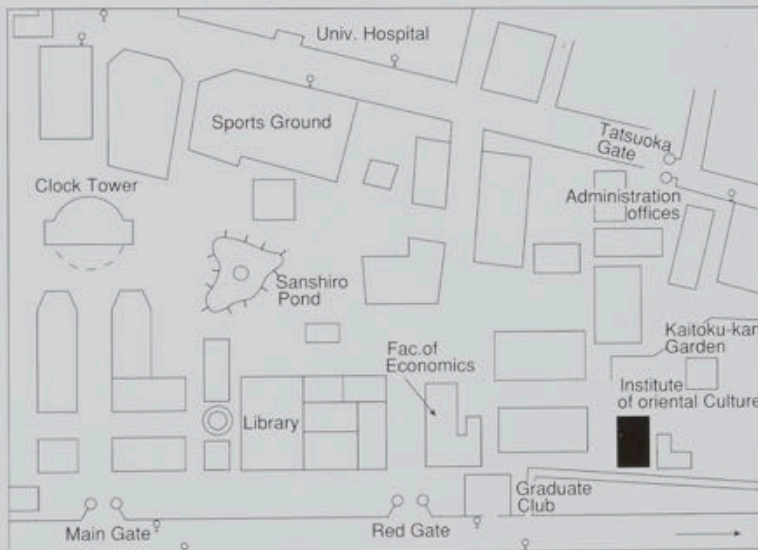 Univ. Hospital
Sports Ground
Tatsuoka
Gate
Clock Tower
Administration
offices
Sanshiro
Pond
Kaitoku-kan
Garden
Fac.of
Economics
Institute
of oriental Culture
Library
Graduate
Club
Main Gate
Red Gate